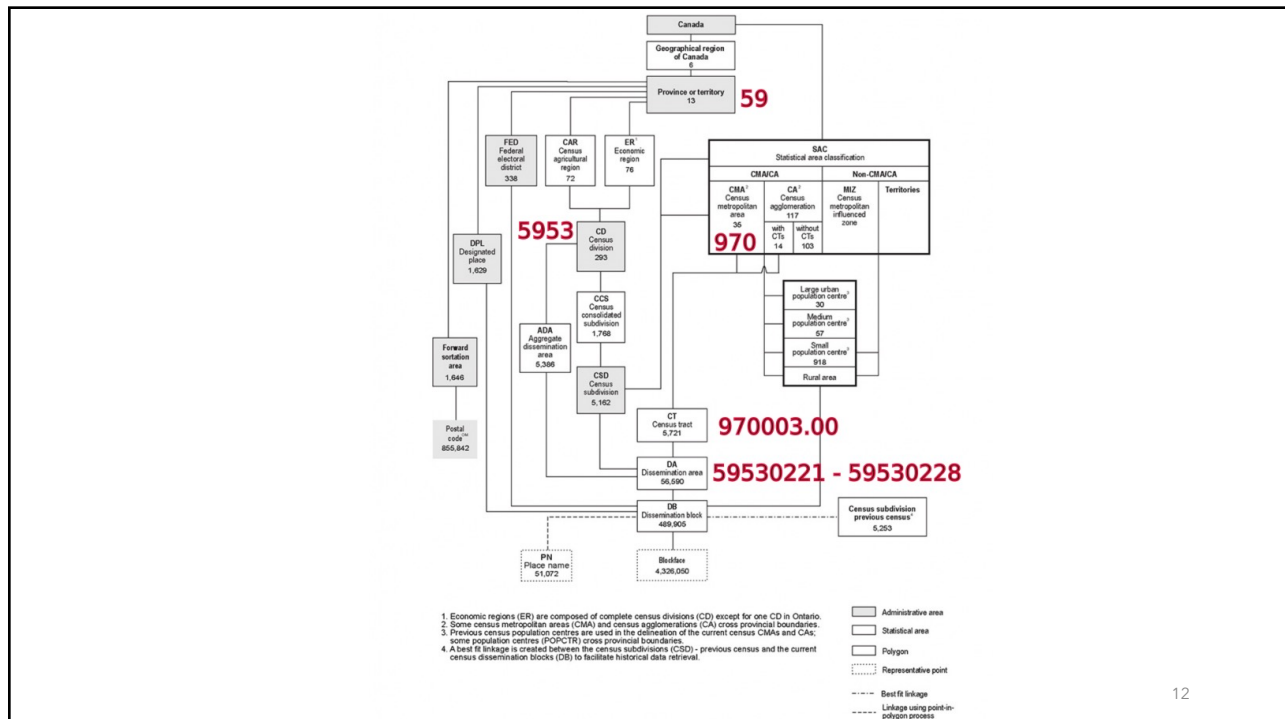 Canada
Geographical region
of Canada
6
Province or territory
13
59
FED
Federal
electoral
district
338
CAR
Census
agricultural
region
72
ER1
Economic
region
76
SAC
Statistical area classification
CMA/CA
Non-CMA/CA
CMA2
Census
metropolitan
area
35
970
CA2
Census
agglomeration
117
with
CTs
14
without
CTs
103
MIZ
Census
metropolitan
influenced
zone
Territories
5953
CD
Census
division
293
DPL
Designated
place
1,629
CCS
Census
consolidated
subdivision
1,768
ADA
Aggregate
dissemination
area
5,386
Large urban
population centre3
30
Medium
population centre3
57
Small
population centre3
918
Rural area
Forward
sortation
area
1,646
CSD
Census
subdivision
5,162
Postal
code
855,842
CT
Census tract
5,721
970003.00
DA
Dissemination area
56,590
59530221 - 59530228
DB
Dissemination block
489,905
Census subdivision
previous census4
5,253
PN
Place name
51,072
Blockface
4,326,050
1. Economic regions (ER) are composed of complete census divisions (CD) except for one CD in Ontario.
2. Some census metropolitan areas (CMA) and census agglomerations (CA) cross provincial boundaries.
3. Previous census population centres are used in the delineation of the current census CMAs and CAs;
some population centres (POPCTR) cross provincial boundaries.
4. A best fit linkage is created between the census subdivisions (CSD) - previous census and the current
census dissemination blocks (DB) to facilitate historical data retrieval.
Administrative area
Statistical area
Polygon
Representative point
Best fit linkage
Linkage using point-in-
polygon process
12